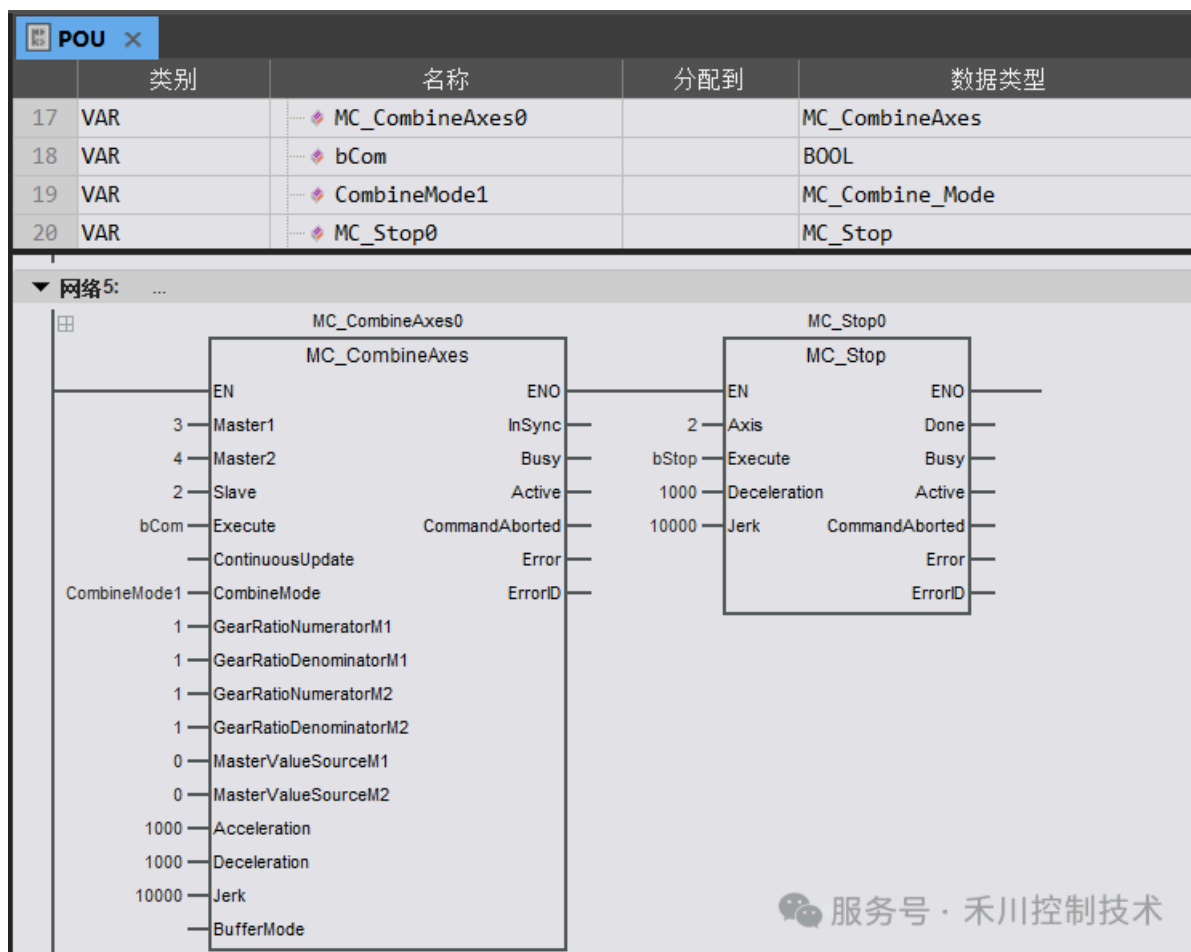 POU ×
类别 名称 分配到 数据类型
17 VAR MC_CombineAxes0 MC_CombineAxes
18 VAR bCom BOOL
19 VAR CombineMode1 MC_Combine_Mode
20 VAR MC_Stop0 MC_Stop
网络5: ...
MC_CombineAxes0 MC_Stop0
MC_CombineAxes MC_Stop
EN ENO EN ENO
3 Master1 InSync 2 Axis Done
4 Master2 Busy bStop Execute Busy
2 Slave Active 1000 Deceleration Active
bCom Execute CommandAborted 10000 Jerk CommandAborted
ContinuousUpdate Error Error
CombineMode1 CombineMode ErrorID ErrorID
1 GearRatioNumeratorM1
1 GearRatioDenominatorM1
1 GearRatioNumeratorM2
1 GearRatioDenominatorM2
0 MasterValueSourceM1
0 MasterValueSourceM2
1000 Acceleration
1000 Deceleration
10000 Jerk
BufferMode
服务号 · 禾川控制技术